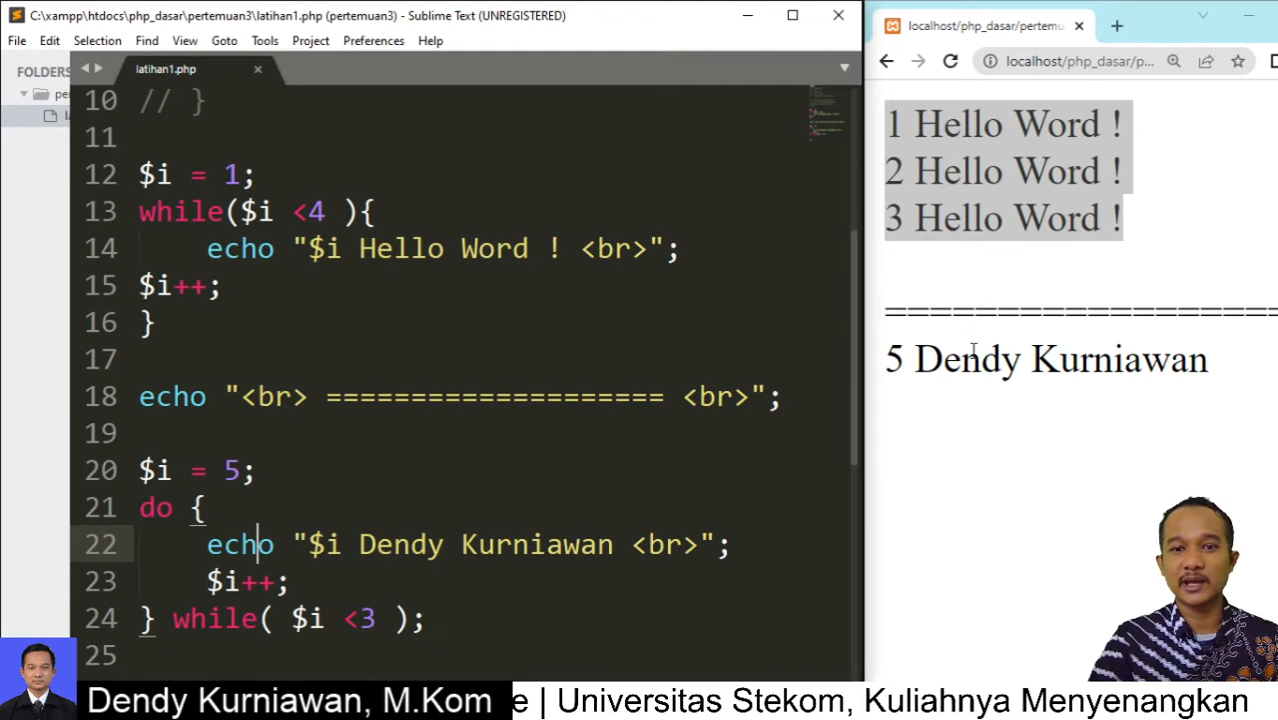 C:\xampp\htdocs\php_dasar\pertemuan3\latihan1.php (pertemuan3) - Sublime Text (UNREGISTERED)
File Edit Selection Find View Goto Tools Project Preferences Help
FOLDERS
latihan1.php
10 // }
11
12 $i = 1;
13 while($i <4 ){
14 echo "$i Hello Word ! <br>";
15 $i++;
16 }
17
18 echo "<br> ==================== <br>";
19
20 $i = 5;
21 do {
22 echo "$i Dendy Kurniawan <br>";
23 $i++;
24 } while( $i <3 );
25
localhost/php_dasar/pertemu
localhost/php_dasar/p...
1 Hello Word !
2 Hello Word !
3 Hello Word !
==================
5 Dendy Kurniawan
Dendy Kurniawan, M.Kom
| Universitas Stekom, Kuliahnya Menyenangkan